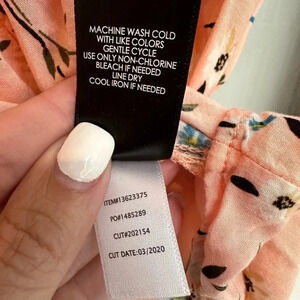 MACHINE WASH COLD
WITH LIKE COLORS
GENTLE CYCLE
USE ONLY NON-CHLORINE
BLEACH IF NEEDED
LINE DRY
COOL IRON IF NEEDED
ITEM#13623375
PO#1485289
CUT#202154
CUT DATE:03/2020